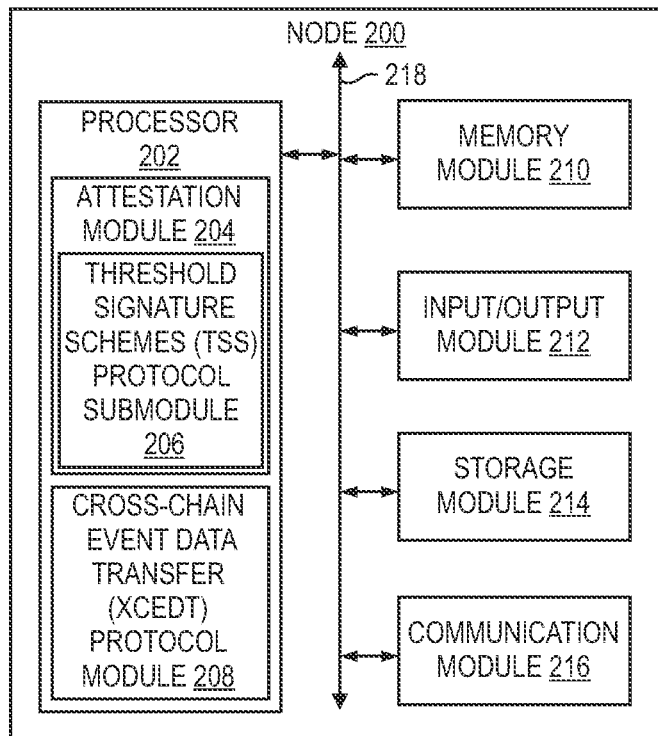 NODE 200
218
PROCESSOR
202
ATTESTATION
MODULE 204
THRESHOLD
SIGNATURE
SCHEMES (TSS)
PROTOCOL
SUBMODULE
206
CROSS-CHAIN
EVENT DATA
TRANSFER
(XCEDT)
PROTOCOL
MODULE 208
MEMORY
MODULE 210
INPUT/OUTPUT
MODULE 212
STORAGE
MODULE 214
COMMUNICATION
MODULE 216